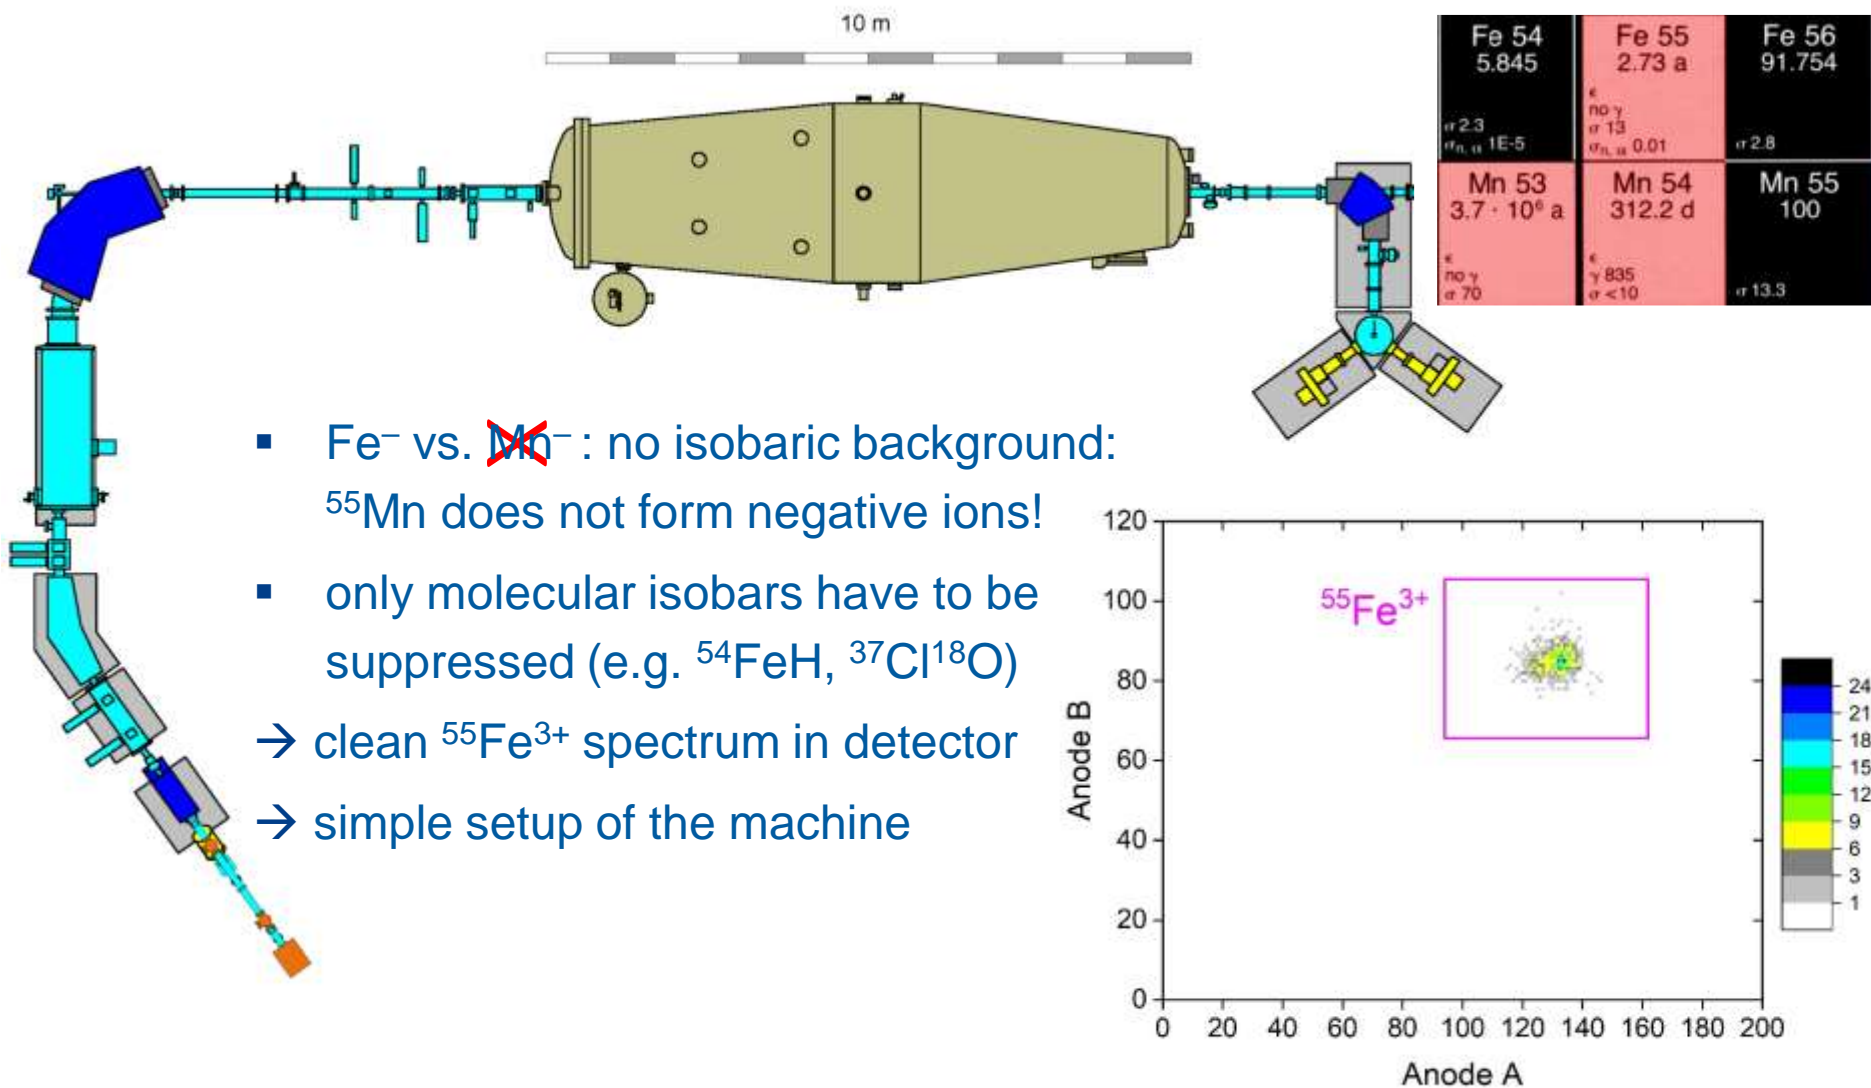 10 m
Fe 54
5.845
σ 2.3
σn, α 1E-5
Fe 55
2.73 a
ϵ
no γ
σ 13
σn, α 0.01
Fe 56
91.754
σ 2.8
Mn 53
3.7 · 10⁶ a
ϵ
no γ
σ 70
Mn 54
312.2 d
ϵ
γ 835
σ <10
Mn 55
100
σ 13.3
▪ Fe⁻ vs. Mn⁻ : no isobaric background:
⁵⁵Mn does not form negative ions!
▪ only molecular isobars have to be
suppressed (e.g. ⁵⁴FeH, ³⁷Cl¹⁸O)
→ clean ⁵⁵Fe³⁺ spectrum in detector
→ simple setup of the machine
120
100
80
60
40
20
0
Anode B
⁵⁵Fe³⁺
0 20 40 60 80 100 120 140 160 180 200
Anode A
24
21
18
15
12
9
6
3
1